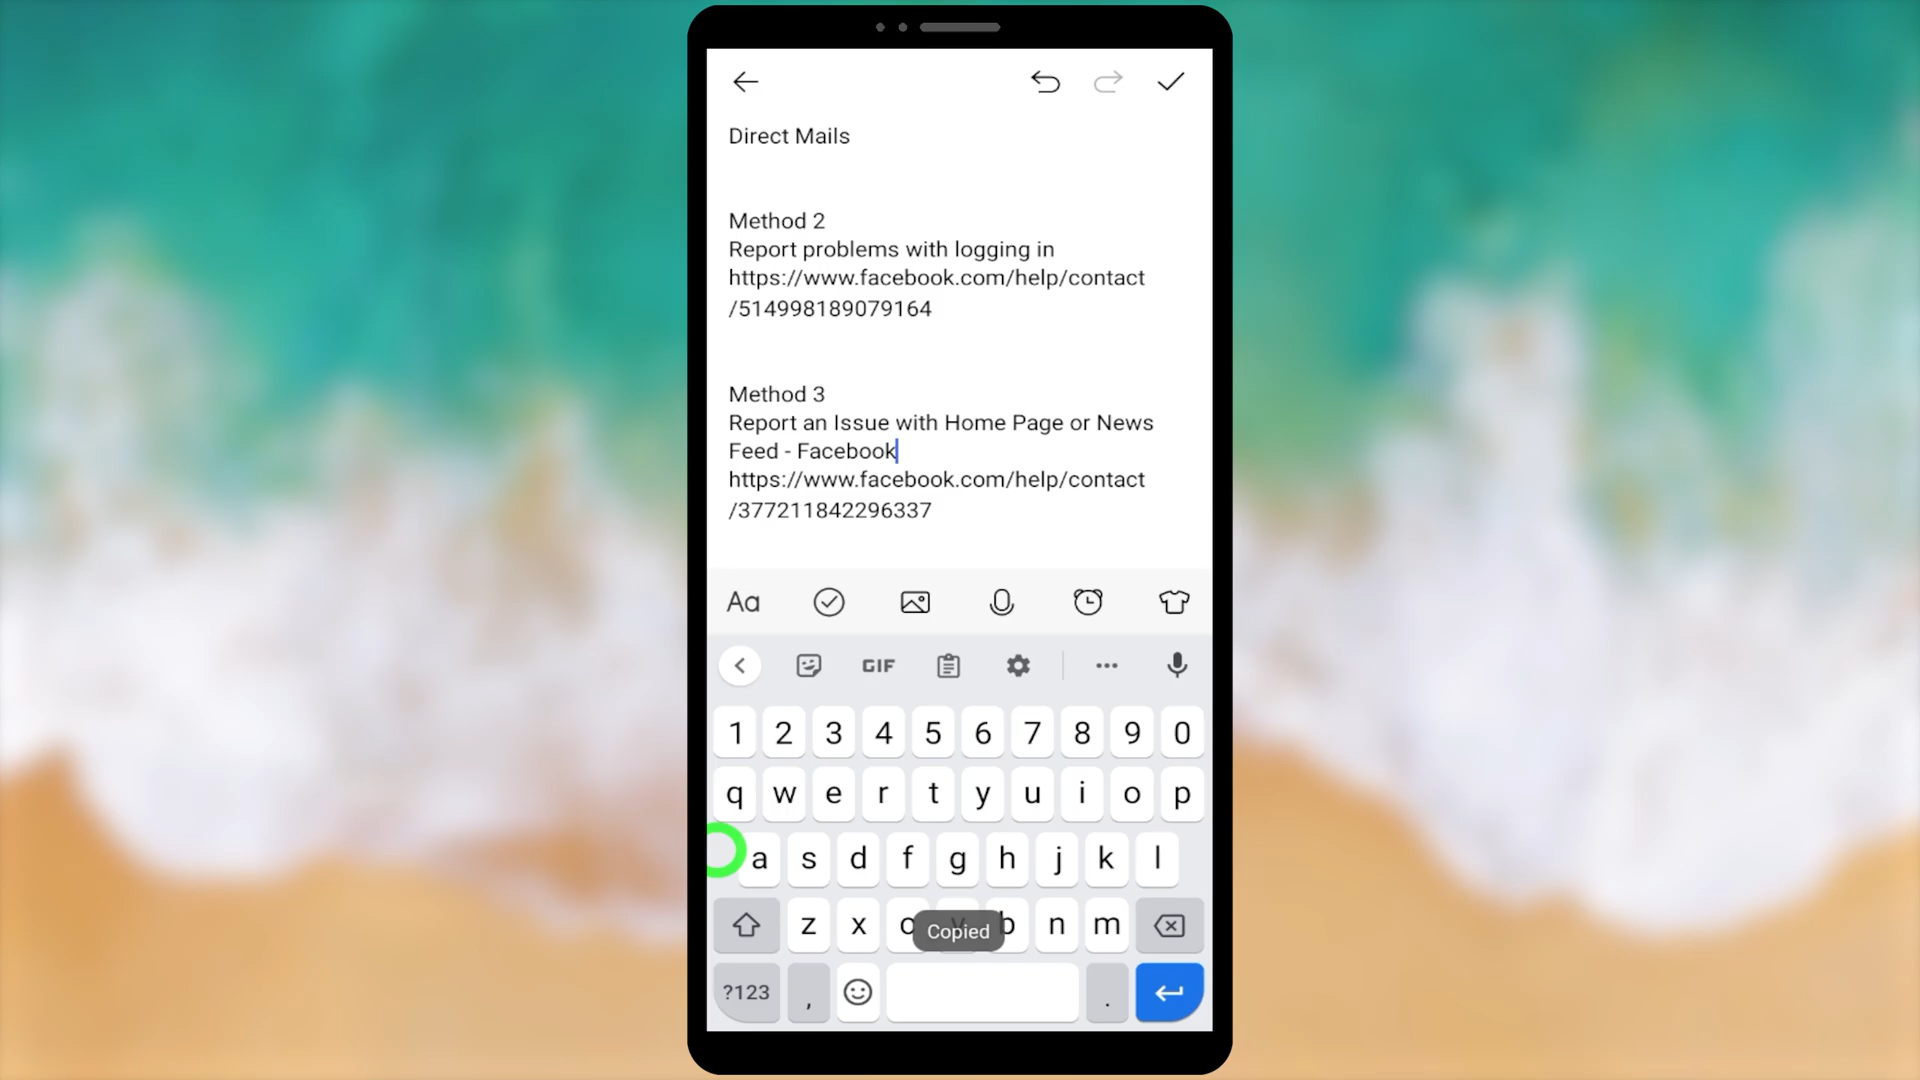 Direct Mails
Method 2
Report problems with logging in
https://www.facebook.com/help/contact
/514998189079164
Method 3
Report an Issue with Home Page or News
Feed - Facebook
https://www.facebook.com/help/contact
/377211842296337
Aa
GIF
1 2 3 4 5 6 7 8 9 0
q w e r t y u i o p
a s d f g h j k l
z x c v b n m
Copied
?123 , .